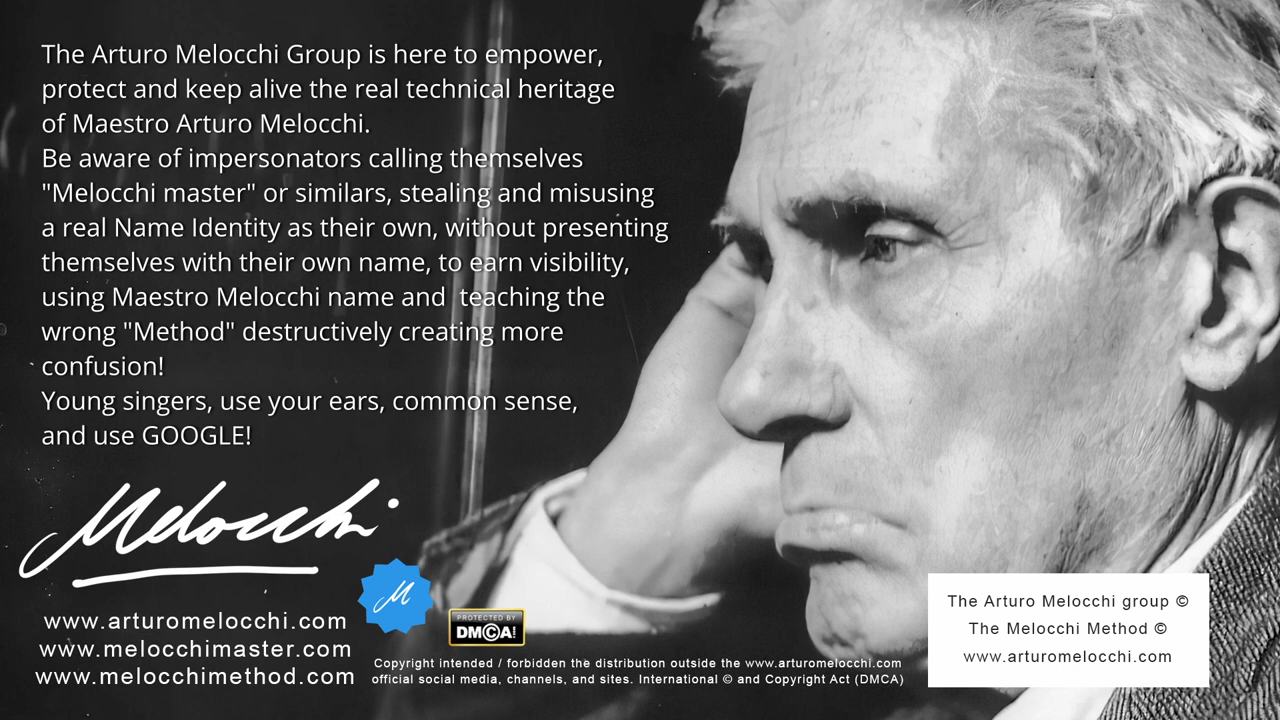 The Arturo Melocchi Group is here to empower,
protect and keep alive the real technical heritage
of Maestro Arturo Melocchi.
Be aware of impersonators calling themselves
"Melocchi master" or similars, stealing and misusing
a real Name Identity as their own, without presenting
themselves with their own name, to earn visibility,
using Maestro Melocchi name and  teaching the
wrong "Method" destructively creating more
confusion!
Young singers, use your ears, common sense,
and use GOOGLE!
Melocchi
www.arturomelocchi.com
www.melocchimaster.com
www.melocchimethod.com
M
PROTECTED BY
DMCA
Copyright intended / forbidden the distribution outside the www.arturomelocchi.com
official social media, channels, and sites. International © and Copyright Act (DMCA)
The Arturo Melocchi group ©
The Melocchi Method ©
www.arturomelocchi.com